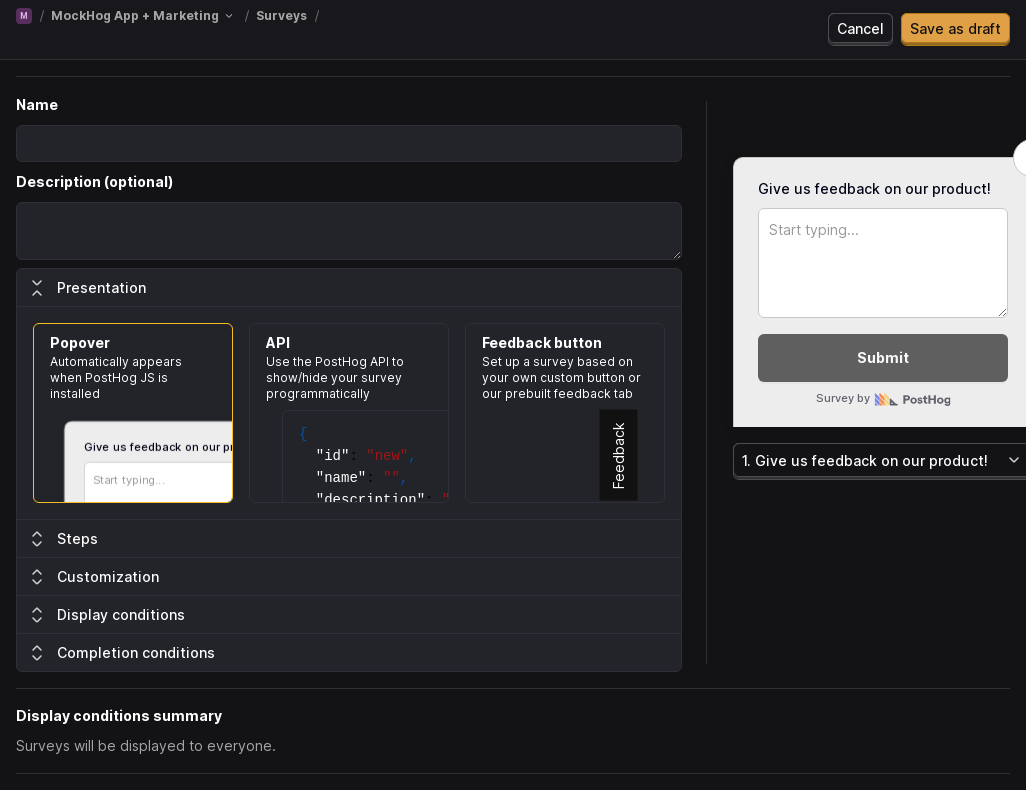 M / MockHog App + Marketing / Surveys /
Cancel
Save as draft
Name
Description (optional)
Presentation
Popover
Automatically appears
when PostHog JS is
installed
Give us feedback on our pr
Start typing...
API
Use the PostHog API to
show/hide your survey
programmatically
{
"id": "new",
"name": "",
"description": "
Feedback button
Set up a survey based on
your own custom button or
our prebuilt feedback tab
Feedback
Steps
Customization
Display conditions
Completion conditions
Give us feedback on our product!
Start typing...
Submit
Survey by PostHog
1. Give us feedback on our product!
Display conditions summary
Surveys will be displayed to everyone.